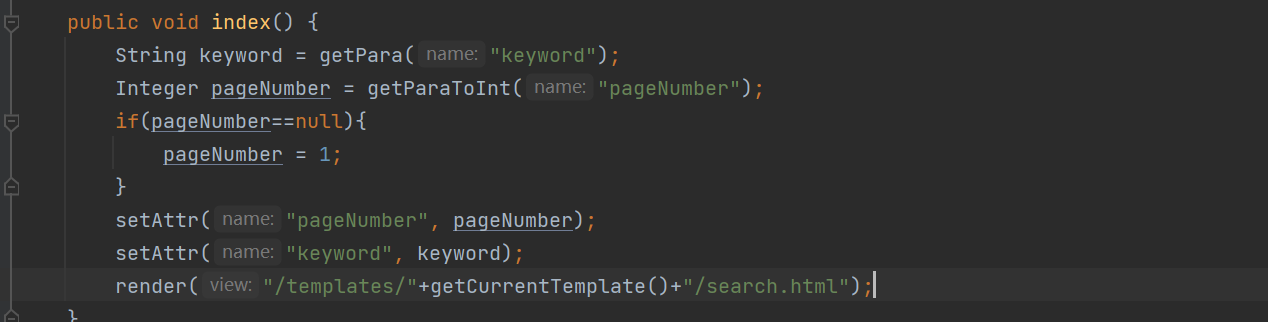 public void index() {
String keyword = getPara( name: "keyword");
Integer pageNumber = getParaToInt( name: "pageNumber");
if(pageNumber==null){
pageNumber = 1;
}
setAttr( name: "pageNumber", pageNumber);
setAttr( name: "keyword", keyword);
render( view: "/templates/"+getCurrentTemplate()+"/search.html");
}